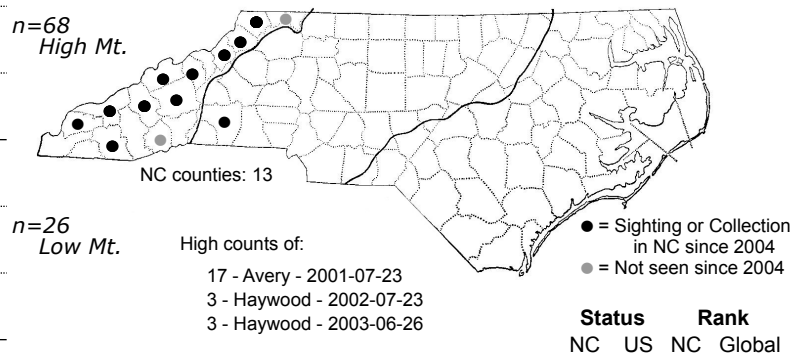 n=68
High Mt.
NC counties: 13
n=26
Low Mt.
High counts of:
17 - Avery - 2001-07-23
3 - Haywood - 2002-07-23
3 - Haywood - 2003-06-26
● = Sighting or Collection
in NC since 2004
● = Not seen since 2004
Status Rank
NC US NC Global